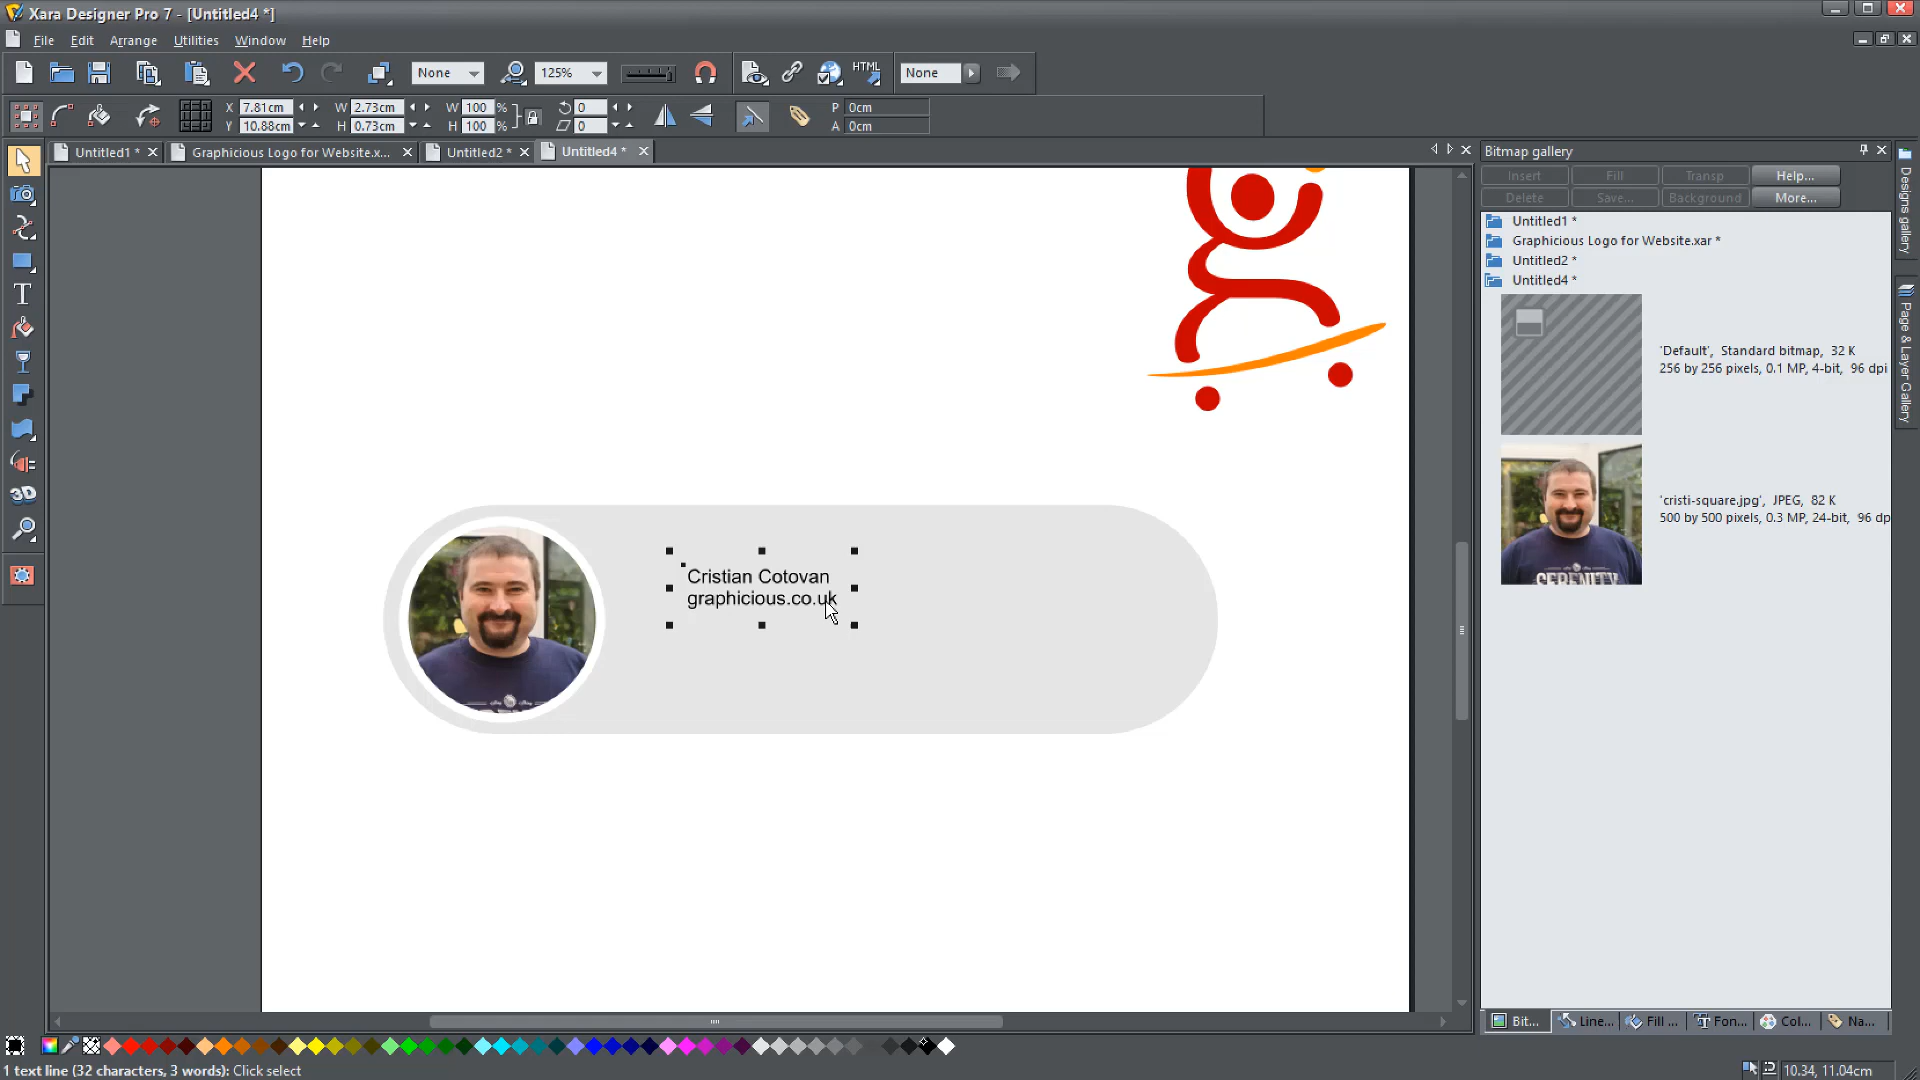 Xara Designer Pro 7 - [Untitled4 *]
File Edit Arrange Utilities Window Help
None 125% HTML None
X 7.81cm W 2.73cm W 100 % 0 P 0cm
Y 10.88cm H 0.73cm H 100 % 0 A 0cm
Untitled1 * Graphicious Logo for Website.x... Untitled2 * Untitled4 *
Bitmap gallery
Insert Fill Transp Help...
Delete Save... Background More...
Untitled1 *
Graphicious Logo for Website.xar *
Untitled2 *
Untitled4 *
'Default', Standard bitmap, 32 K
256 by 256 pixels, 0.1 MP, 4-bit, 96 dpi
'cristi-square.jpg', JPEG, 82 K
500 by 500 pixels, 0.3 MP, 24-bit, 96 dp
SERENITY
Designs gallery
Page & Layer Gallery
T
3D
Cristian Cotovan
graphicious.co.uk
Bit... Line... Fill ... Fon... Col... Na...
1 text line (32 characters, 3 words): Click select
10.34, 11.04cm